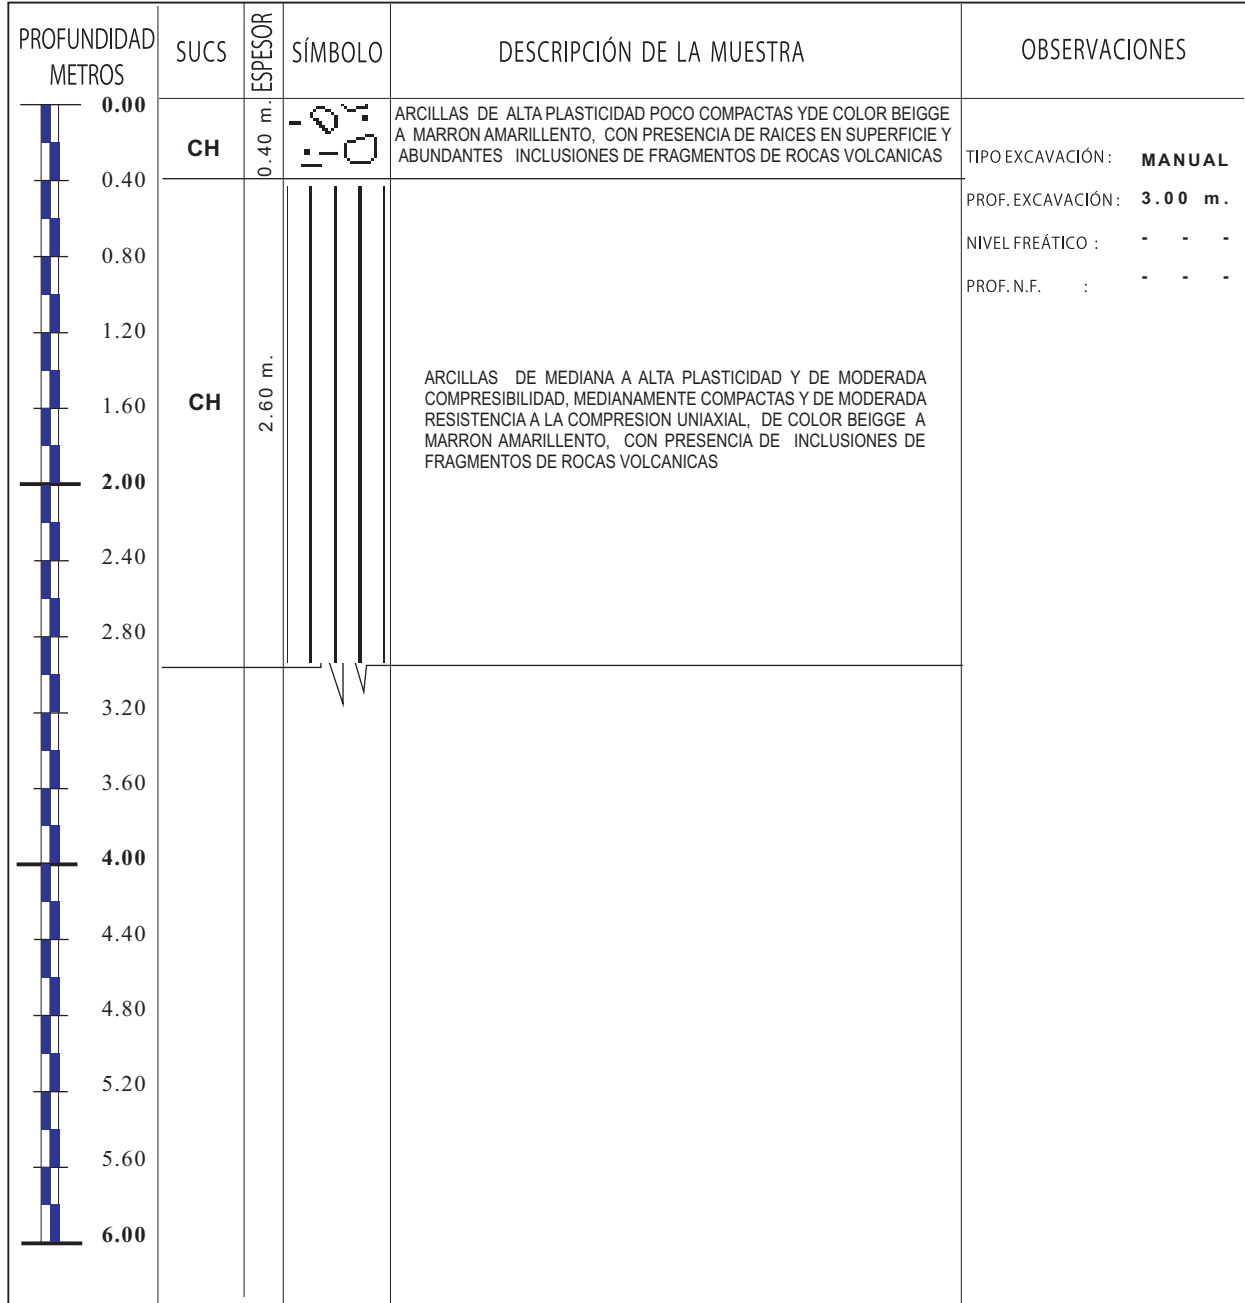 PROFUNDIDAD
METROS
SUCS
ESPESOR
SÍMBOLO
DESCRIPCIÓN DE LA MUESTRA
OBSERVACIONES
0.00
0.40
0.80
1.20
1.60
2.00
2.40
2.80
3.20
3.60
4.00
4.40
4.80
5.20
5.60
6.00
CH
0.40 m.
ARCILLAS DE ALTA PLASTICIDAD POCO COMPACTAS YDE COLOR BEIGGE
A MARRON AMARILLENTO, CON PRESENCIA DE RAICES EN SUPERFICIE Y
ABUNDANTES INCLUSIONES DE FRAGMENTOS DE ROCAS VOLCANICAS
CH
2.60 m.
ARCILLAS DE MEDIANA A ALTA PLASTICIDAD Y DE MODERADA
COMPRESIBILIDAD, MEDIANAMENTE COMPACTAS Y DE MODERADA
RESISTENCIA A LA COMPRESION UNIAXIAL, DE COLOR BEIGGE A
MARRON AMARILLENTO, CON PRESENCIA DE INCLUSIONES DE
FRAGMENTOS DE ROCAS VOLCANICAS
TIPO EXCAVACIÓN : MANUAL
PROF. EXCAVACIÓN : 3.00 m.
NIVEL FREÁTICO : - - -
PROF. N.F. : - - -